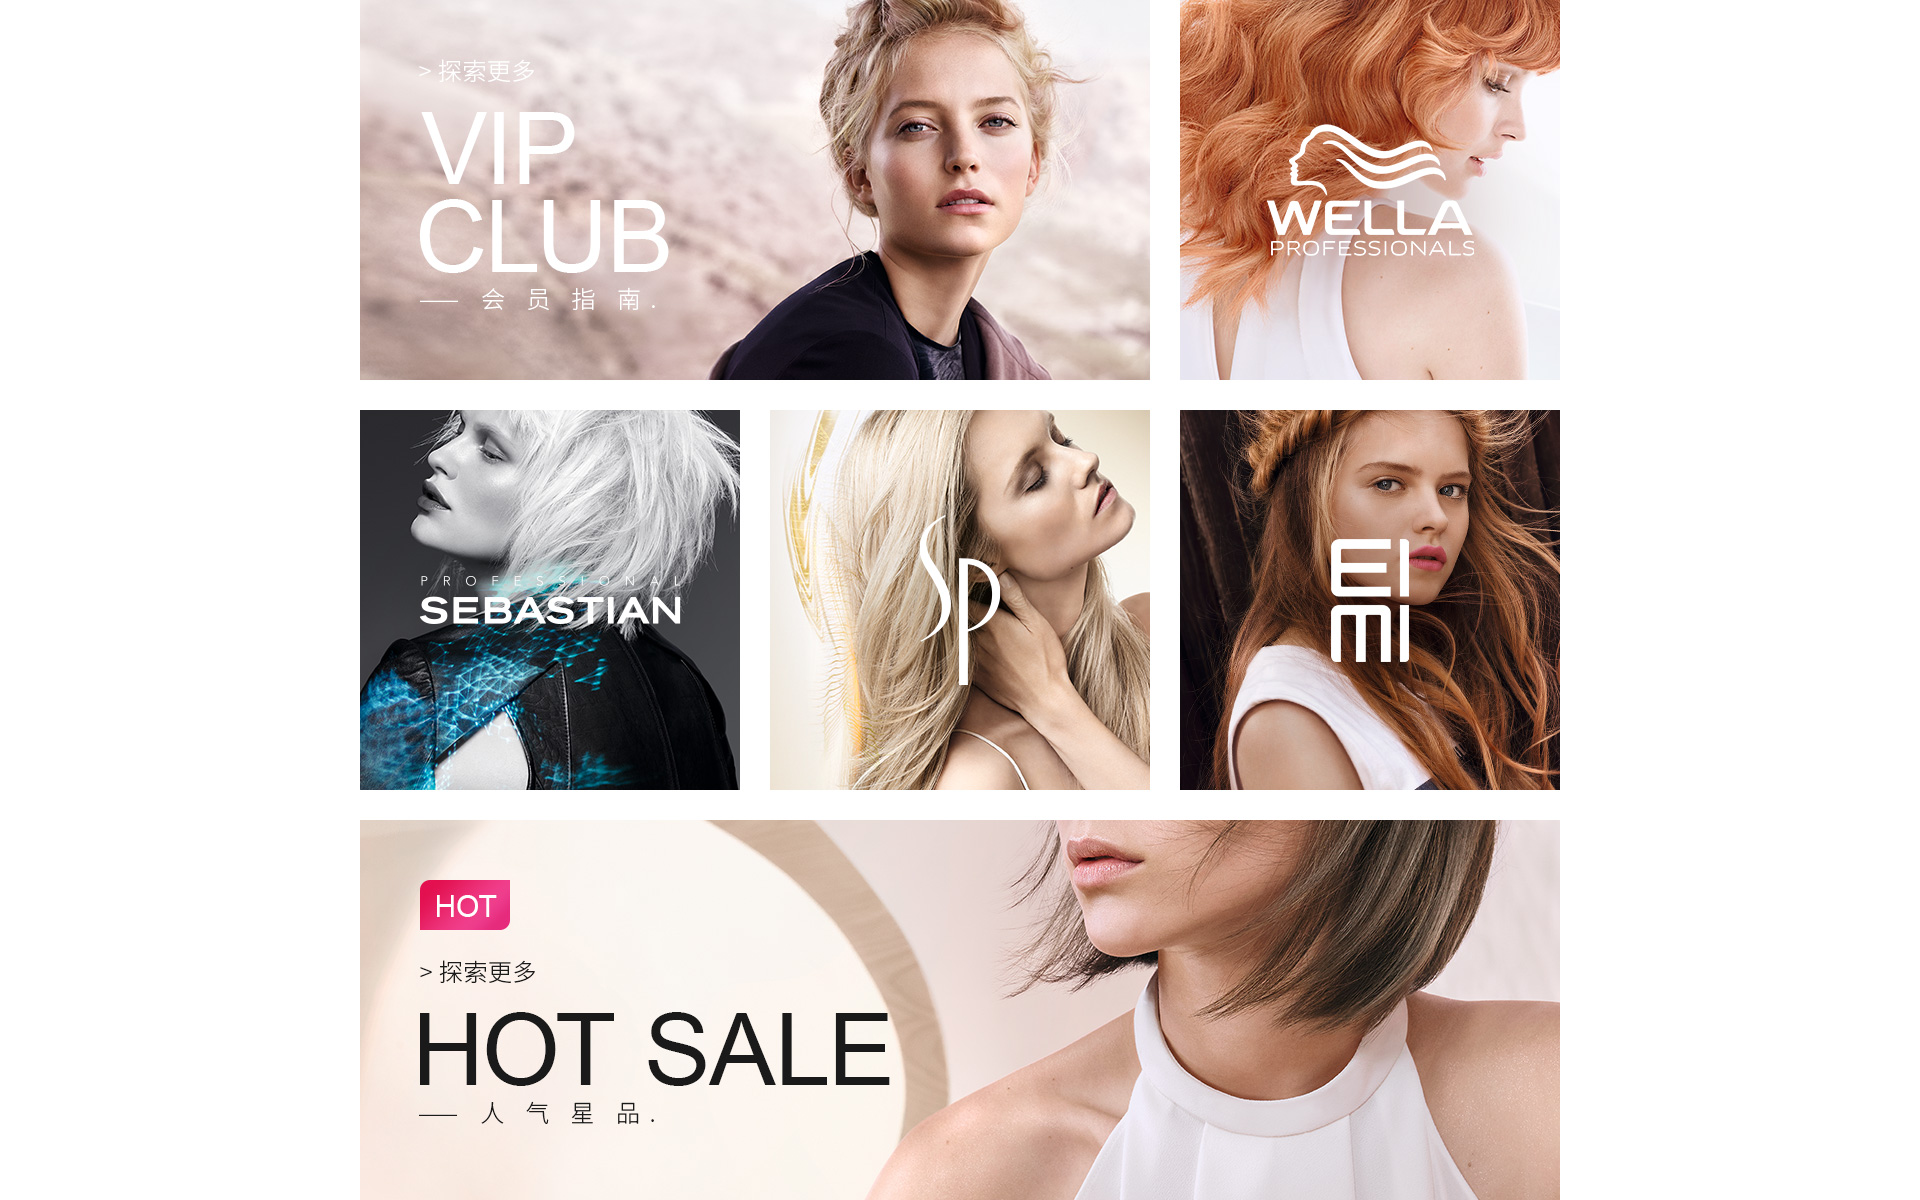 > 探索更多
VIP
CLUB
会员指南.
WELLA
PROFESSIONALS
PROFESSIONAL
SEBASTIAN
SP
EI
MI
HOT
> 探索更多
HOT SALE
人气星品.